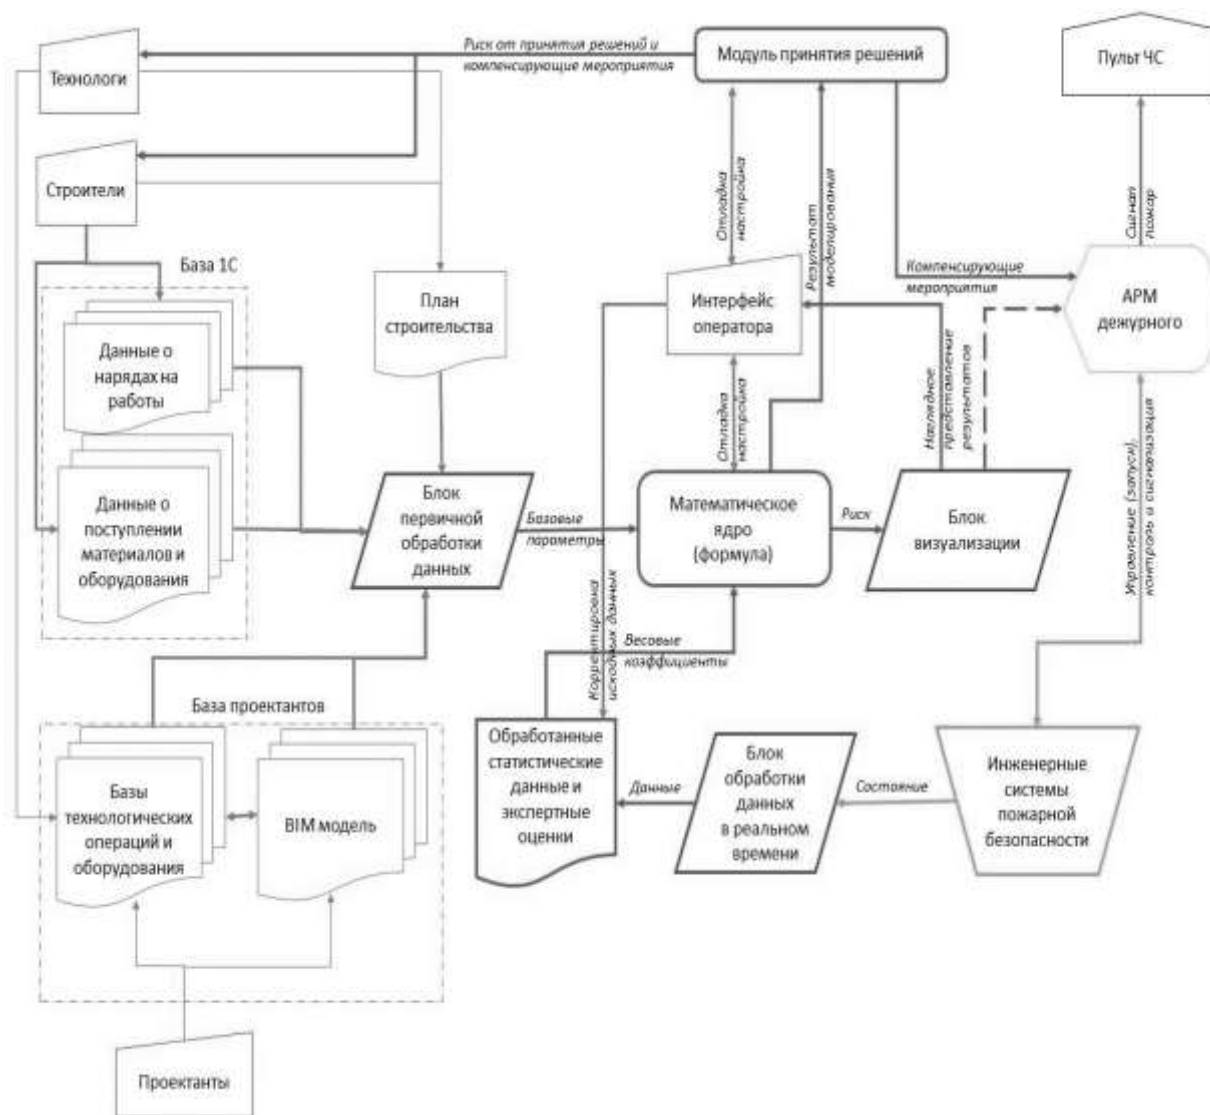 Технологи
Риск от принятия решений и
компенсирующие мероприятия
Модуль принятия решений
Пульт ЧС
Строители
Отладка
настройка
Результат
моделирования
Сигнал
пожар
База 1С
План
строительства
Интерфейс
оператора
Компенсирующие
мероприятия
АРМ
дежурного
Данные о
нарядах на
работы
Отладка
настройка
Наглядное
представление
результатов
Управление (запуск),
контроль и сигнализация
Данные о
поступлении
материалов и
оборудования
Блок
первичной
обработки
данных
Базовые
параметры
Математическое
ядро
(формула)
Риск
Блок
визуализации
Корректировка
исходных данных
Весовые
коэффициенты
База проектантов
Базы
технологических
операций и
оборудования
BIM модель
Обработанные
статистические
данные и
экспертные
оценки
Данные
Блок
обработки
данных
в реальном
времени
Состояние
Инженерные
системы
пожарной
безопасности
Проектанты